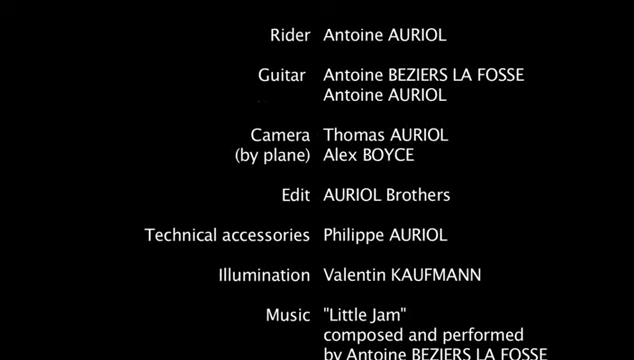 Rider Antoine AURIOL
Guitar Antoine BEZIERS LA FOSSE
Antoine AURIOL
Camera Thomas AURIOL
(by plane) Alex BOYCE
Edit AURIOL Brothers
Technical accessories Philippe AURIOL
Illumination Valentin KAUFMANN
Music "Little Jam"
composed and performed
by Antoine BEZIERS LA FOSSE